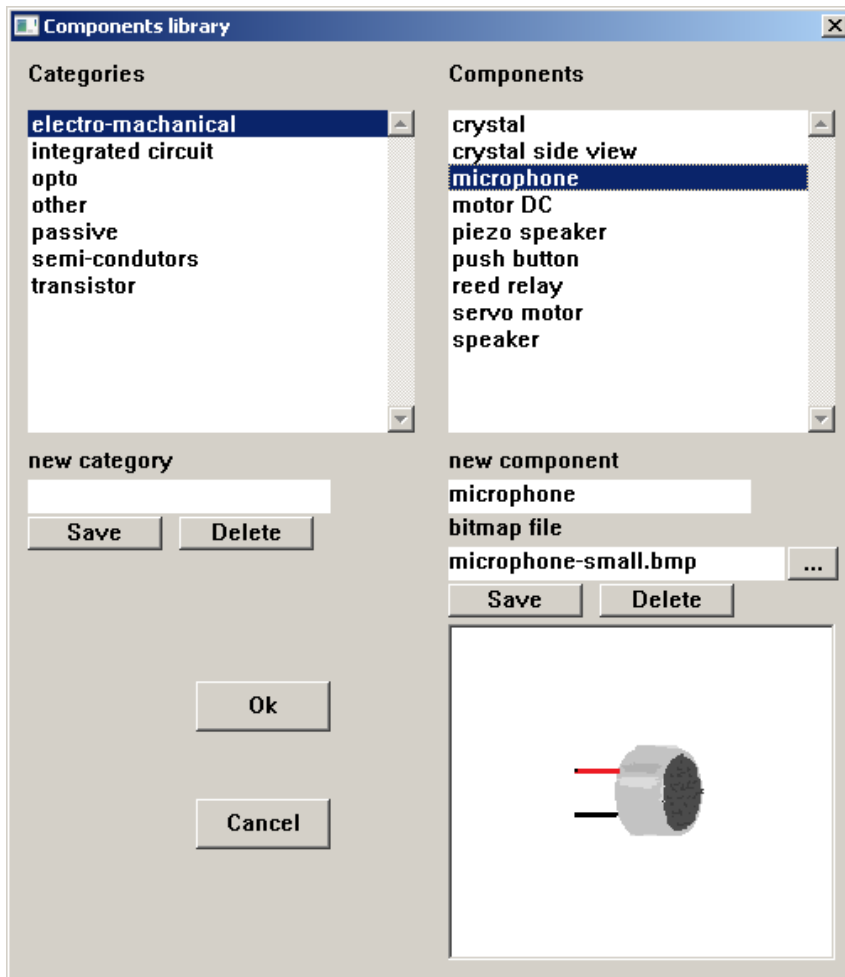 Components library
Categories
electro-machanical
integrated circuit
opto
other
passive
semi-condutors
transistor
new category
Save
Delete
Ok
Cancel
Components
crystal
crystal side view
microphone
motor DC
piezo speaker
push button
reed relay
servo motor
speaker
new component
microphone
bitmap file
microphone-small.bmp
...
Save
Delete